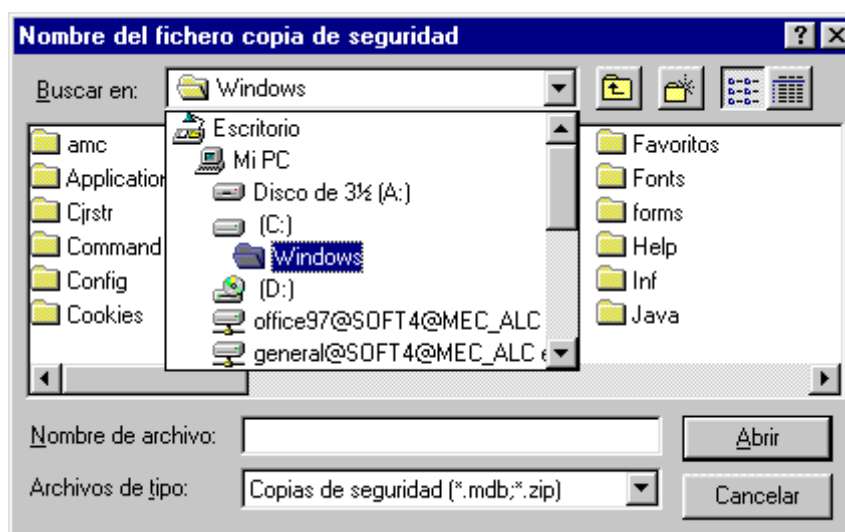 Nombre del fichero copia de seguridad
Buscar en: Windows
Escritorio
Mi PC
Disco de 3½ (A:)
(C:)
Windows
(D:)
office97@SOFT4@MEC_ALC
general@SOFT4@MEC_ALC e
amc
Application
Cjrstr
Command
Config
Cookies
Favoritos
Fonts
forms
Help
Inf
Java
Nombre de archivo:
Abrir
Archivos de tipo: Copias de seguridad (*.mdb;*.zip)
Cancelar